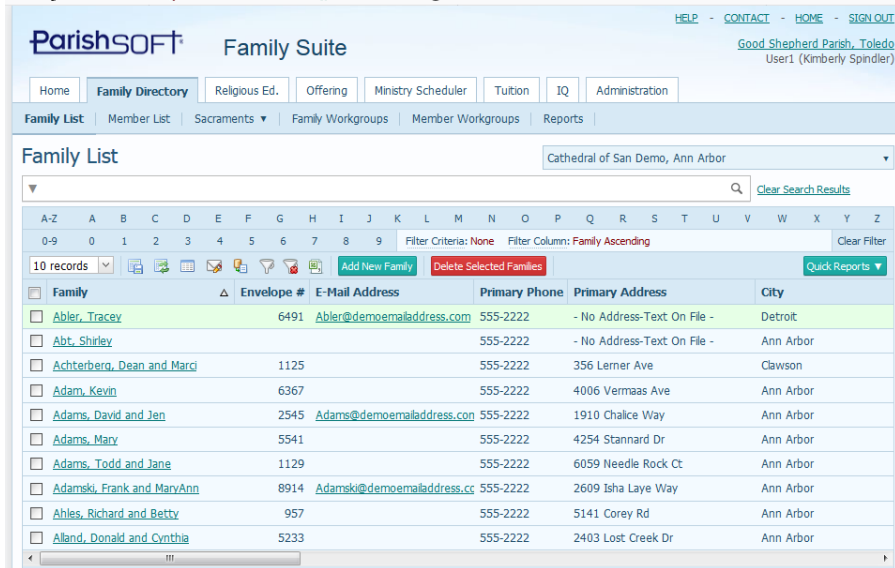 HELP - CONTACT - HOME - SIGN OUT
ParishSOFT Family Suite
Good Shepherd Parish, Toledo
User1 (Kimberly Spindler)
Home Family Directory Religious Ed. Offering Ministry Scheduler Tuition IQ Administration
Family List Member List Sacraments ▼ Family Workgroups Member Workgroups Reports
Family List Cathedral of San Demo, Ann Arbor
Clear Search Results
A-Z A B C D E F G H I J K L M N O P Q R S T U V W X Y Z
0-9 0 1 2 3 4 5 6 7 8 9 Filter Criteria: None Filter Column: Family Ascending Clear Filter
10 records Add New Family Delete Selected Families Quick Reports ▼
Family Envelope # E-Mail Address Primary Phone Primary Address City
Abler, Tracey 6491 Abler@demoemailaddress.com 555-2222 - No Address-Text On File - Detroit
Abt, Shirley 555-2222 - No Address-Text On File - Ann Arbor
Achterberg, Dean and Marci 1125 555-2222 356 Lerner Ave Clawson
Adam, Kevin 6367 555-2222 4006 Vermaas Ave Ann Arbor
Adams, David and Jen 2545 Adams@demoemailaddress.com 555-2222 1910 Chalice Way Ann Arbor
Adams, Mary 5541 555-2222 4254 Stannard Dr Ann Arbor
Adams, Todd and Jane 1129 555-2222 6059 Needle Rock Ct Ann Arbor
Adamski, Frank and MaryAnn 8914 Adamski@demoemailaddress.cc 555-2222 2609 Isha Laye Way Ann Arbor
Ahles, Richard and Betty 957 555-2222 5141 Corey Rd Ann Arbor
Alland, Donald and Cynthia 5233 555-2222 2403 Lost Creek Dr Ann Arbor